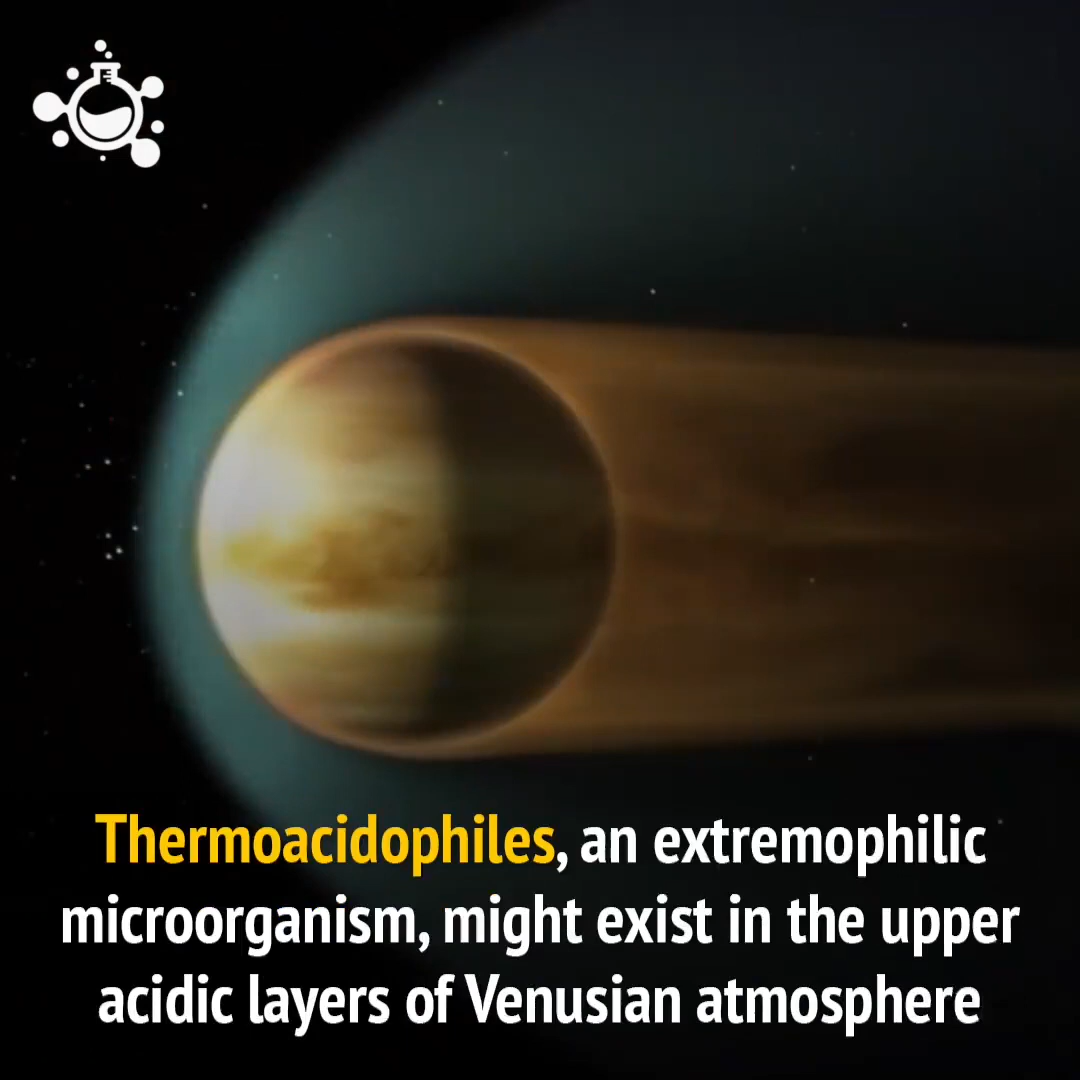 Thermoacidophiles, an extremophilic
microorganism, might exist in the upper
acidic layers of Venusian atmosphere